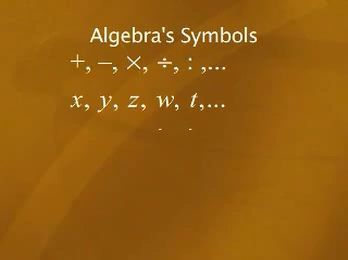 Algebra's Symbols
+, –, ×, ÷, : ,...
x, y, z, w, t,...